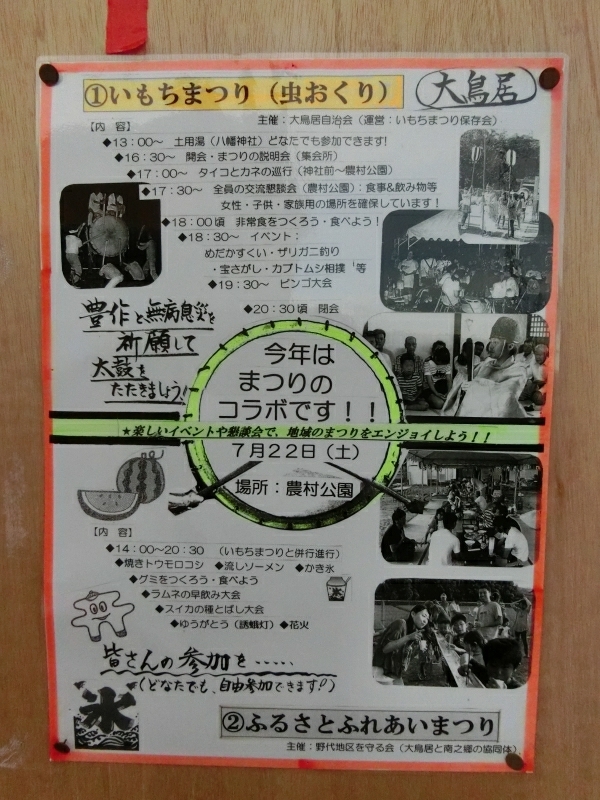 ①いもちまつり（虫おくり）
大鳥居
主催：大鳥居自治会（運営：いもちまつり保存会）
【内 容】
◆13：00～ 土用湯（八幡神社）どなたでも参加できます!
◆16：30～ 開会・まつりの説明会（集会所）
◆17：00～ タイコとカネの巡行（神社前～農村公園）
◆17：30～ 全員の交流懇談会（農村公園）：食事&飲み物等
女性・子供・家族用の場所を確保しています！
◆18：00頃 非常食をつくろう・食べよう！
◆18：30～ イベント：
めだかすくい・ザリガニ釣り
・宝さがし・カブトムシ相撲 等
◆19：30～ ビンゴ大会
◆20：30頃 閉会
豊作と無病息災を
祈願して
太鼓を
たたきましょう!
今年は
まつりの
コラボです！！
★楽しいイベントや懇談会で、地域のまつりをエンジョイしよう！！
7月22日（土）
場所：農村公園
【内 容】
◆14：00～20：30 （いもちまつりと併行進行）
◆焼きトウモロコシ ◆流しソーメン ◆かき氷
◆グミをつくろう・食べよう
◆ラムネの早飲み大会
◆スイカの種とばし大会
◆ゆうがとう（誘蛾灯）◆花火
皆さんの参加を……
（どなたでも、自由参加できます!!）
氷
②ふるさとふれあいまつり
主催：野代地区を守る会（大鳥居と南之郷の協同体）